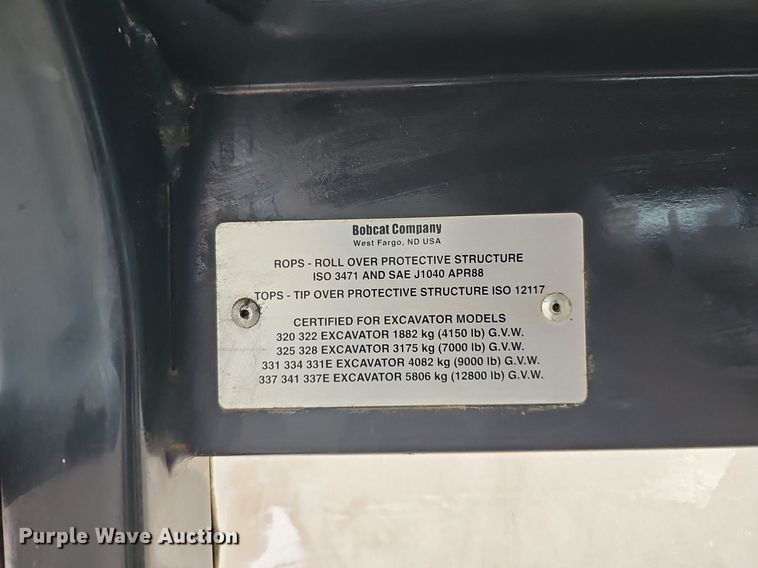 Bobcat Company
West Fargo, ND USA
ROPS - ROLL OVER PROTECTIVE STRUCTURE
ISO 3471 AND SAE J1040 APR88
TOPS - TIP OVER PROTECTIVE STRUCTURE ISO 12117
CERTIFIED FOR EXCAVATOR MODELS
320 322 EXCAVATOR 1882 kg (4150 lb) G.V.W.
325 328 EXCAVATOR 3175 kg (7000 lb) G.V.W.
331 334 331E EXCAVATOR 4082 kg (9000 lb) G.V.W.
337 341 337E EXCAVATOR 5806 kg (12800 lb) G.V.W.
Purple Wave Auction